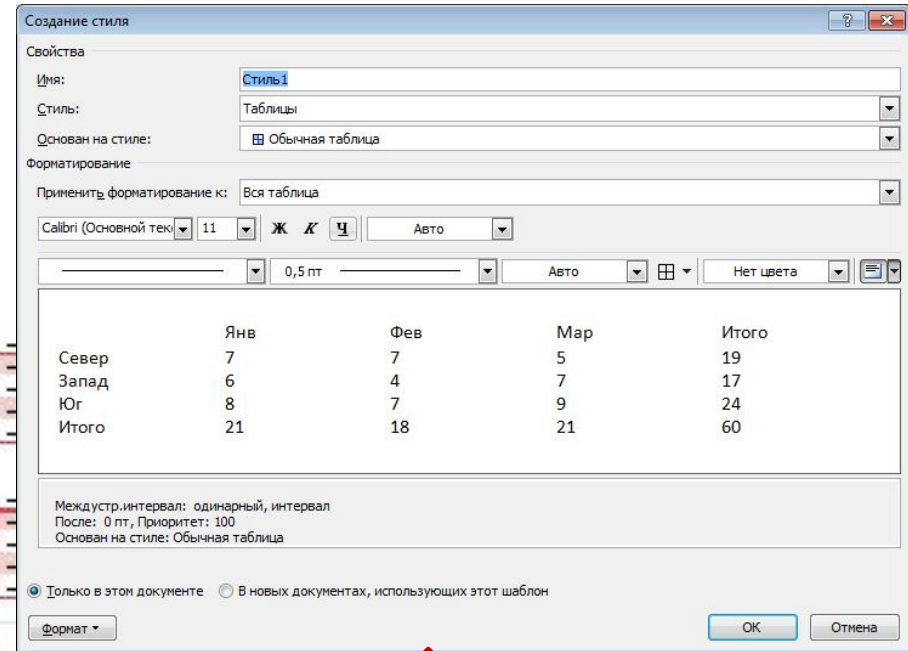 Создание стиля
Свойства
Имя: Стиль1
Стиль: Таблицы
Основан на стиле: Обычная таблица
Форматирование
Применить форматирование к: Вся таблица
Calibri (Основной тек 11 Ж К Ч Авто
0,5 пт Авто Нет цвета
Янв Фев Мар Итого
Север 7 7 5 19
Запад 6 4 7 17
Юг 8 7 9 24
Итого 21 18 21 60
Междустр.интервал: одинарный, интервал
После: 0 пт, Приоритет: 100
Основан на стиле: Обычная таблица
Только в этом документе В новых документах, использующих этот шаблон
Формат ОК Отмена